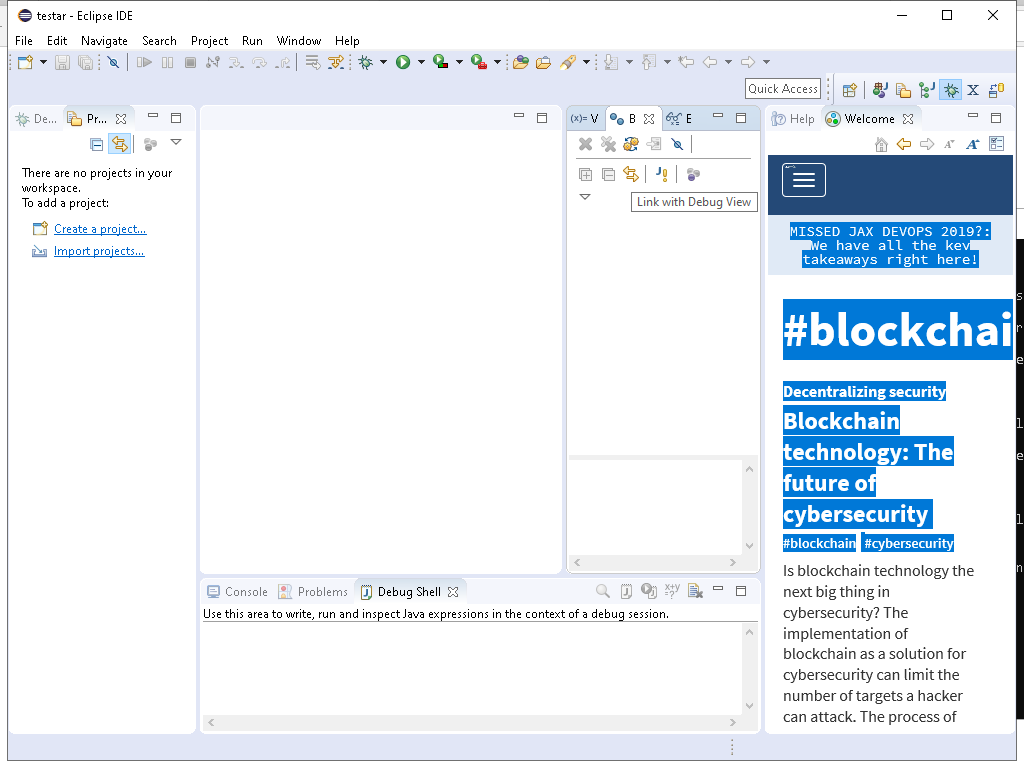 testar - Eclipse IDE
File Edit Navigate Search Project Run Window Help
Quick Access
De...
Pr...
(x)= V
B
E
Help
Welcome
There are no projects in your
workspace.
To add a project:
Create a project...
Import projects...
Link with Debug View
MISSED JAX DEVOPS 2019?:
We have all the key
takeaways right here!
#blockchai
Decentralizing security
Blockchain
technology: The
future of
cybersecurity
#blockchain #cybersecurity
Is blockchain technology the
next big thing in
cybersecurity? The
implementation of
blockchain as a solution for
cybersecurity can limit the
number of targets a hacker
can attack. The process of
Console
Problems
Debug Shell
Use this area to write, run and inspect Java expressions in the context of a debug session.